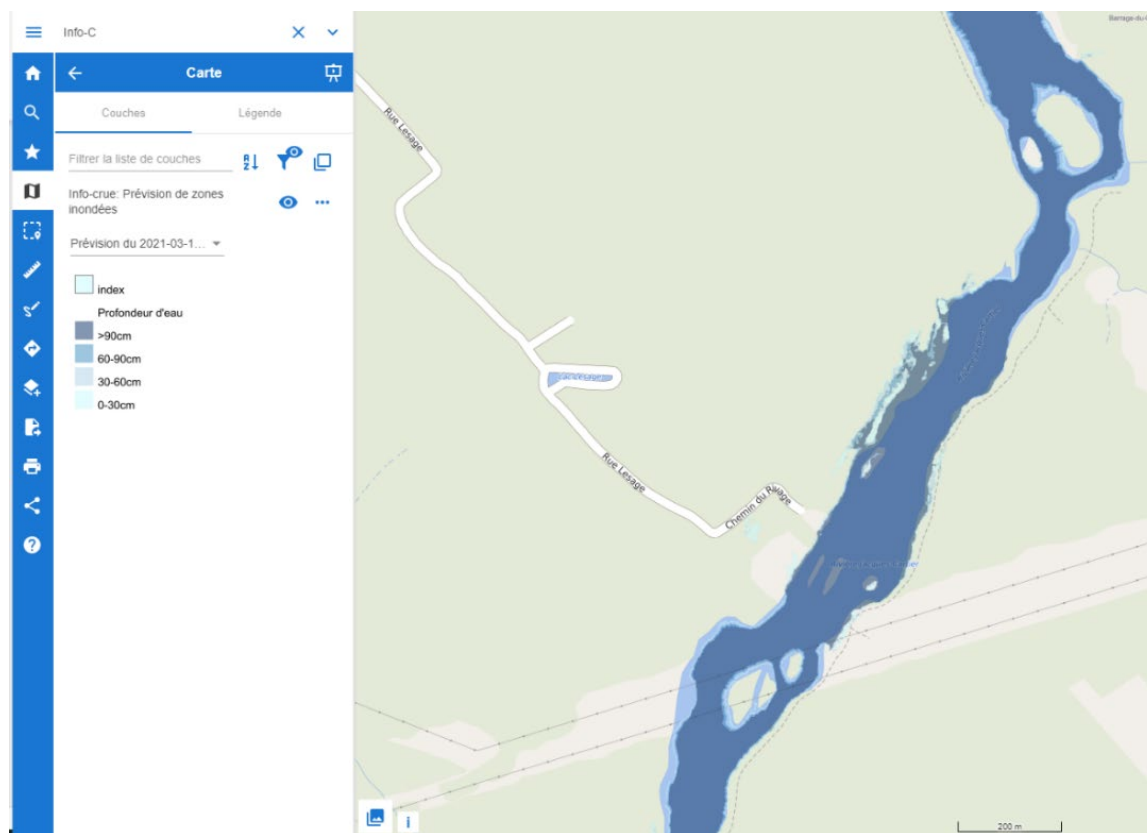 Info-C
Carte
Couches
Légende
Filtrer la liste de couches
Info-crue: Prévision de zones
inondées
Prévision du 2021-03-1...
index
Profondeur d'eau
>90cm
60-90cm
30-60cm
0-30cm
Rue Lesage
Rue Lesage
Chemin du Rivage
200 m